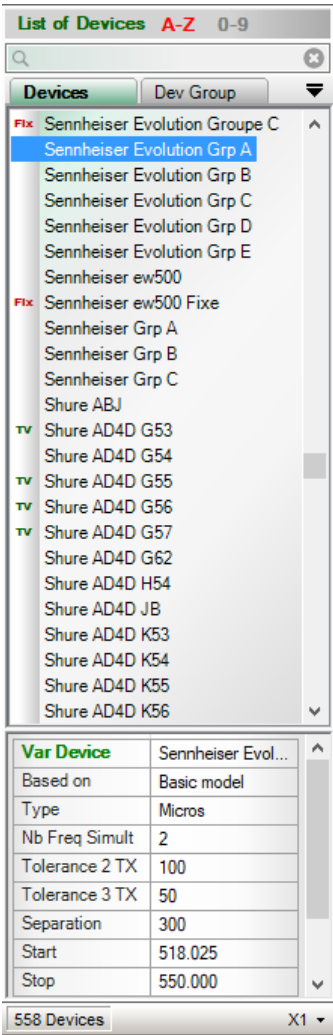 List of Devices A-Z 0-9
Devices Dev Group
Fix Sennheiser Evolution Groupe C
Sennheiser Evolution Grp A
Sennheiser Evolution Grp B
Sennheiser Evolution Grp C
Sennheiser Evolution Grp D
Sennheiser Evolution Grp E
Sennheiser ew500
Fix Sennheiser ew500 Fixe
Sennheiser Grp A
Sennheiser Grp B
Sennheiser Grp C
Shure ABJ
TV Shure AD4D G53
Shure AD4D G54
TV Shure AD4D G55
TV Shure AD4D G56
TV Shure AD4D G57
Shure AD4D G62
Shure AD4D H54
Shure AD4D JB
Shure AD4D K53
Shure AD4D K54
Shure AD4D K55
Shure AD4D K56
Var Device Sennheiser Evol...
Based on Basic model
Type Micros
Nb Freq Simult 2
Tolerance 2 TX 100
Tolerance 3 TX 50
Separation 300
Start 518.025
Stop 550.000
558 Devices X1